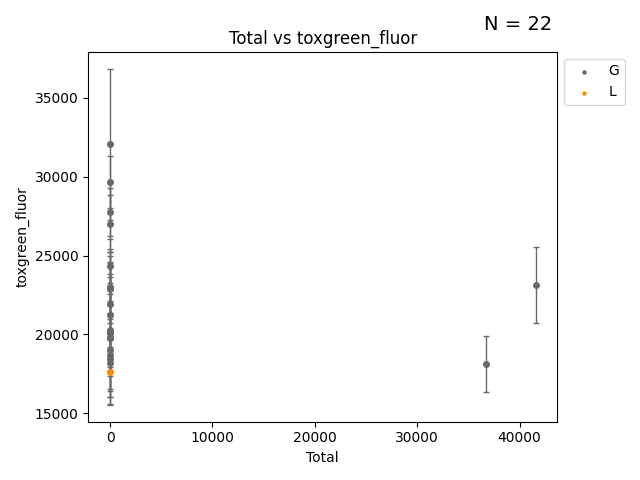 N = 22
Total vs toxgreen_fluor
G
L
35000
30000
25000
20000
15000
toxgreen_fluor
0
10000
20000
30000
40000
Total